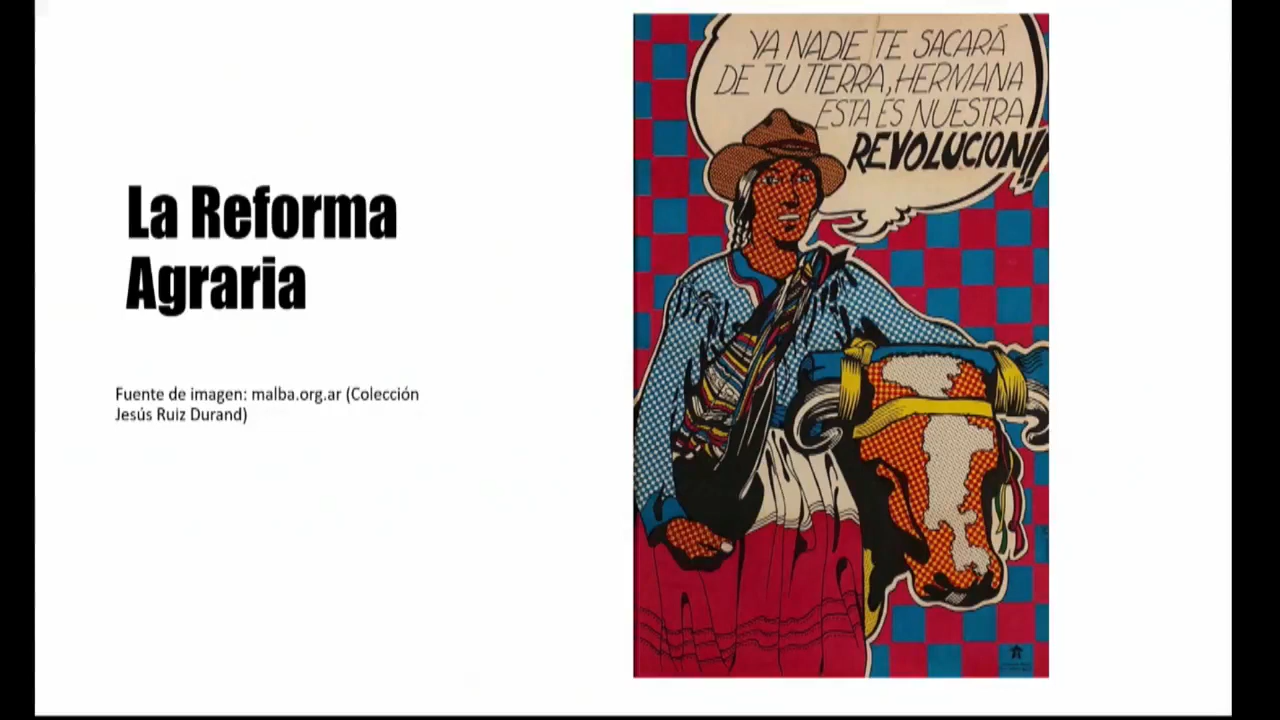 La Reforma
Agraria
Fuente de imagen: malba.org.ar (Colección
Jesús Ruiz Durand)
YA NADIE TE SACARÁ
DE TU TIERRA, HERMANA
ESTA ES NUESTRA
REVOLUCION!!